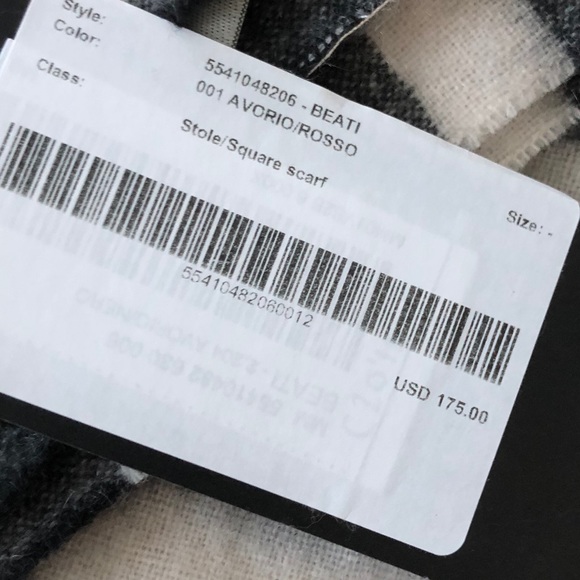 Style: 5541048206 - BEATI
Color: 001 AVORIO/ROSSO
Class: Stole/Square scarf
Size: -
55410482060012
USD 175.00